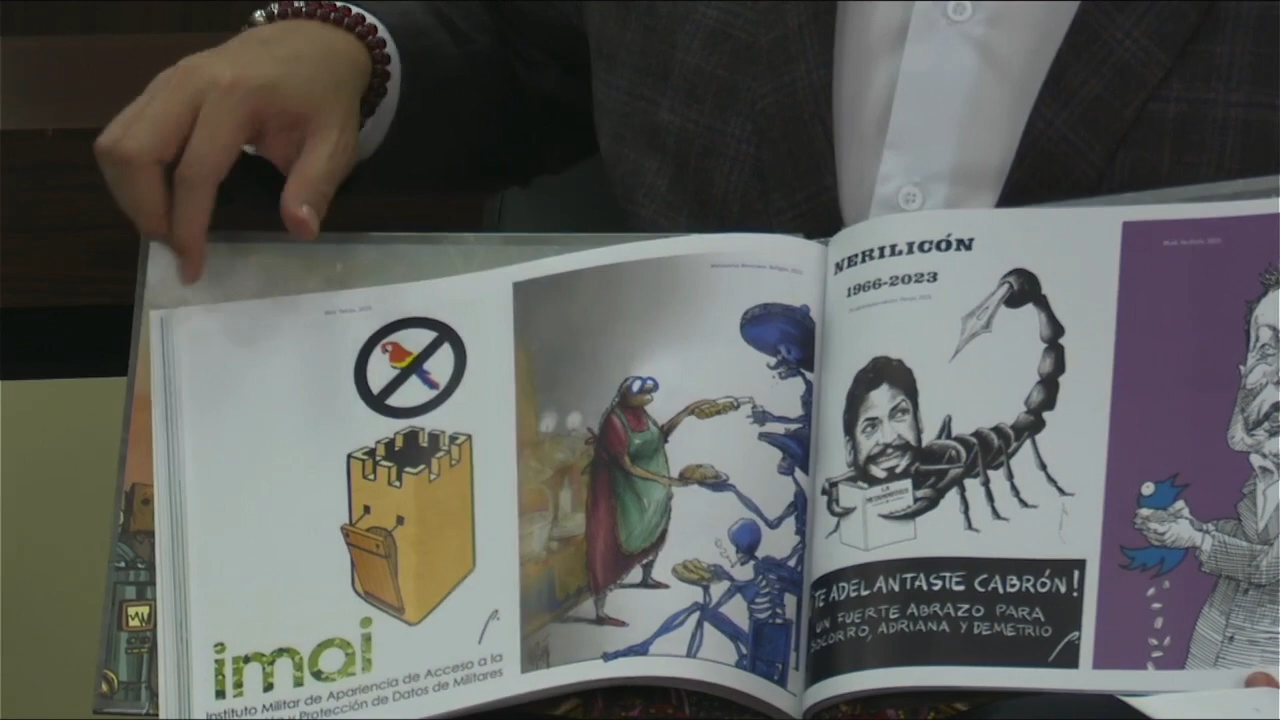 imai
Instituto Militar de Apariencia de Acceso a la
y Protección de Datos de Militares
NERILICÓN
1966-2023
LA
¡TE ADELANTASTE CABRÓN!
UN FUERTE ABRAZO PARA
SOCORRO, ADRIANA Y DEMETRIO